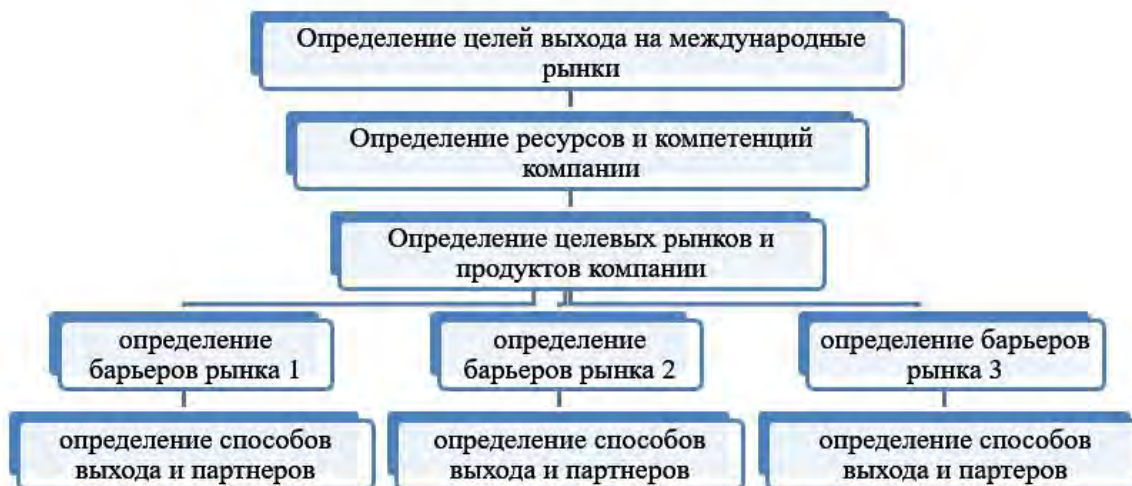 Определение целей выхода на международные
рынки
Определение ресурсов и компетенций
компании
Определение целевых рынков и
продуктов компании
определение
барьеров рынка 1
определение
барьеров рынка 2
определение барьеров
рынка 3
определение способов
выхода и партнеров
определение способов
выхода и партнеров
определение способов
выхода и партеров